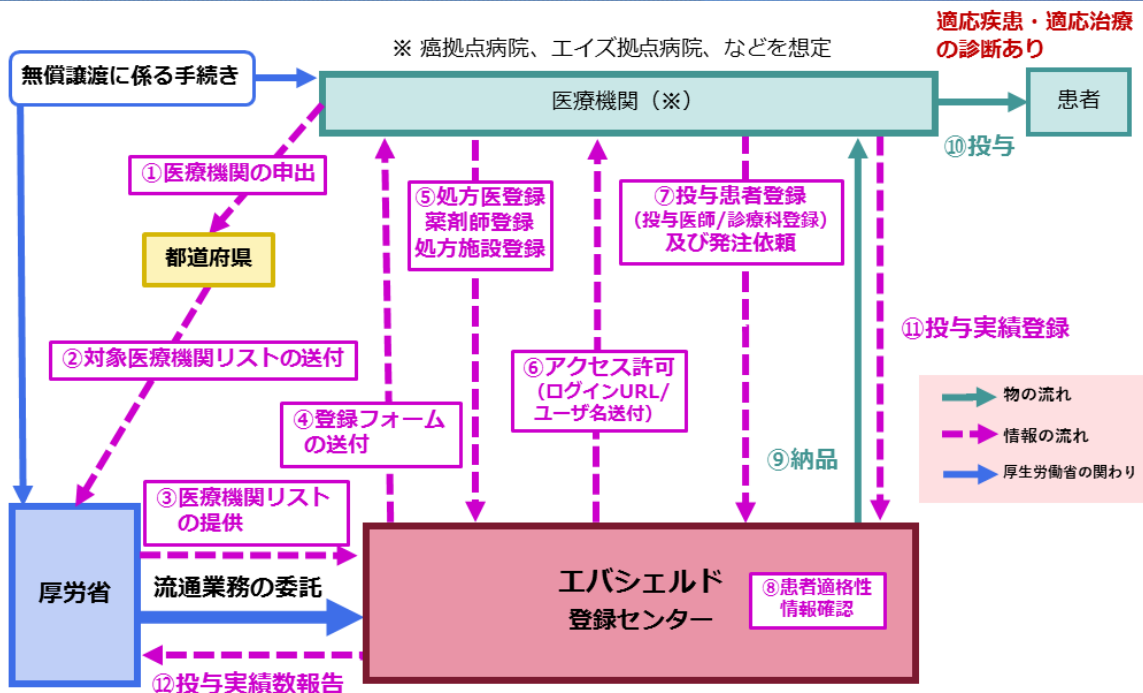 適応疾患・適応治療
の診断あり
※ 癌拠点病院、エイズ拠点病院、などを想定
無償譲渡に係る手続き
医療機関（※）
患者
⑩投与
①医療機関の申出
⑤処方医登録
薬剤師登録
処方施設登録
⑦投与患者登録
(投与医師/診療科登録)
及び発注依頼
都道府県
⑪投与実績登録
②対象医療機関リストの送付
⑥アクセス許可
(ログインURL/
ユーザ名送付)
④登録フォーム
の送付
⑨納品
物の流れ
情報の流れ
厚生労働省の関わり
③医療機関リスト
の提供
厚労省
流通業務の委託
エバシェルド
登録センター
⑧患者適格性
情報確認
⑫投与実績数報告